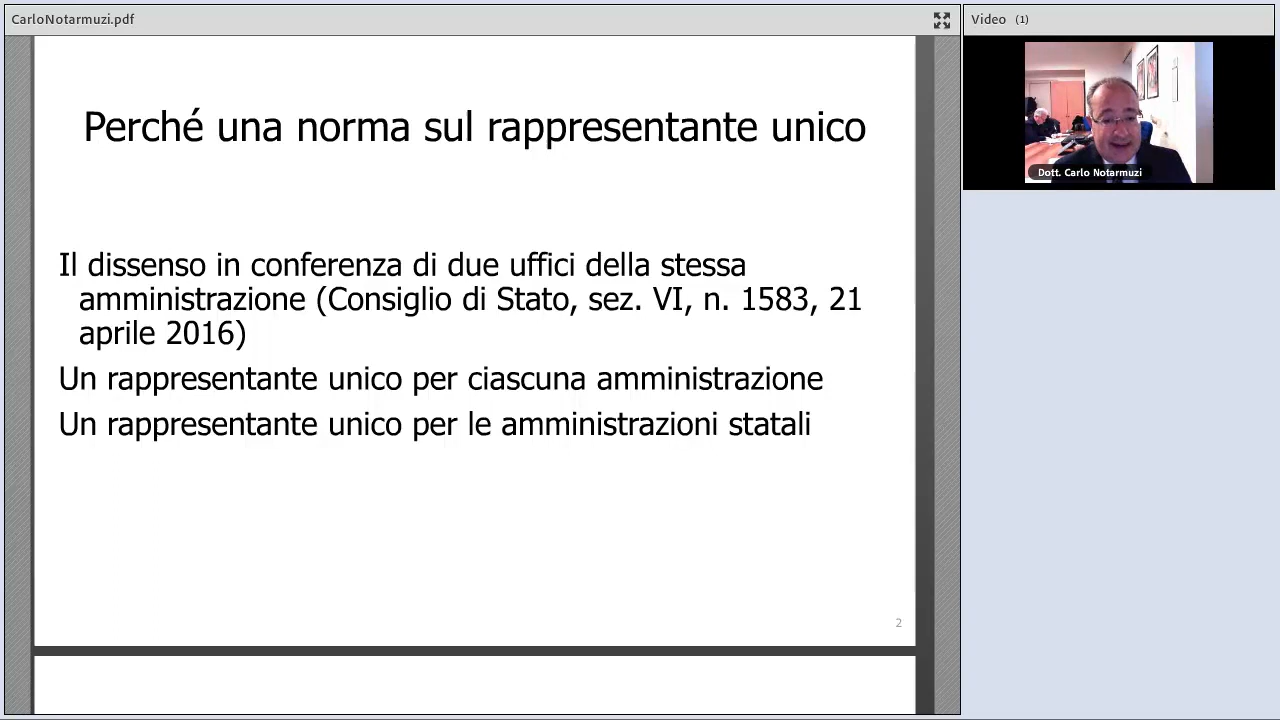 CarloNotarmuzi.pdf
Video (1)
Dott. Carlo Notarmuzi
Perché una norma sul rappresentante unico
Il dissenso in conferenza di due uffici della stessa
amministrazione (Consiglio di Stato, sez. VI, n. 1583, 21
aprile 2016)
Un rappresentante unico per ciascuna amministrazione
Un rappresentante unico per le amministrazioni statali
2